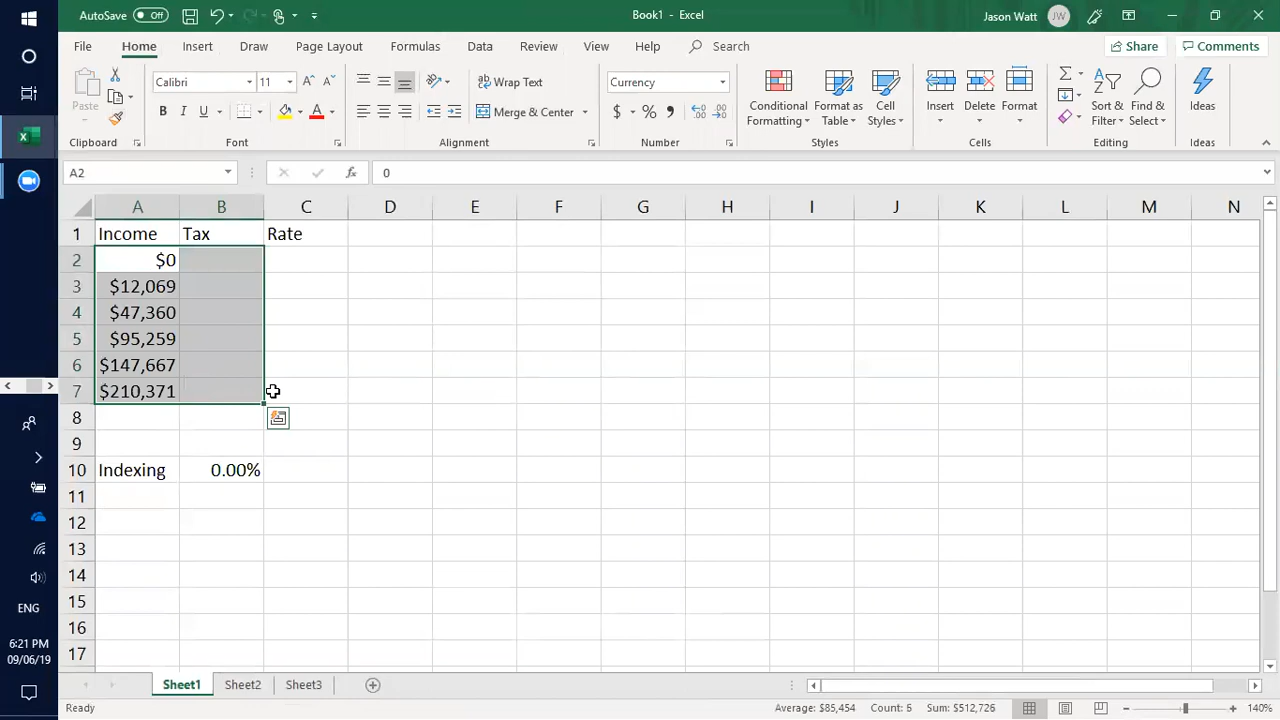 AutoSave Off Book1 - Excel Jason Watt JW
File Home Insert Draw Page Layout Formulas Data Review View Help Search Share Comments
Calibri 11 Wrap Text Currency
Paste B I U A Merge & Center $ % Conditional Formatting Format as Table Cell Styles Insert Delete Format Sort & Filter Find & Select Ideas
Clipboard Font Alignment Number Styles Cells Editing Ideas
A2 fx 0
A B C D E F G H I J K L M N
1 Income Tax Rate
2 $0
3 $12,069
4 $47,360
5 $95,259
6 $147,667
7 $210,371
8
9
10 Indexing 0.00%
11
12
13
14
15
16
17
ENG
6:21 PM
09/06/19
Sheet1 Sheet2 Sheet3
Ready Average: $85,454 Count: 6 Sum: $512,726 140%